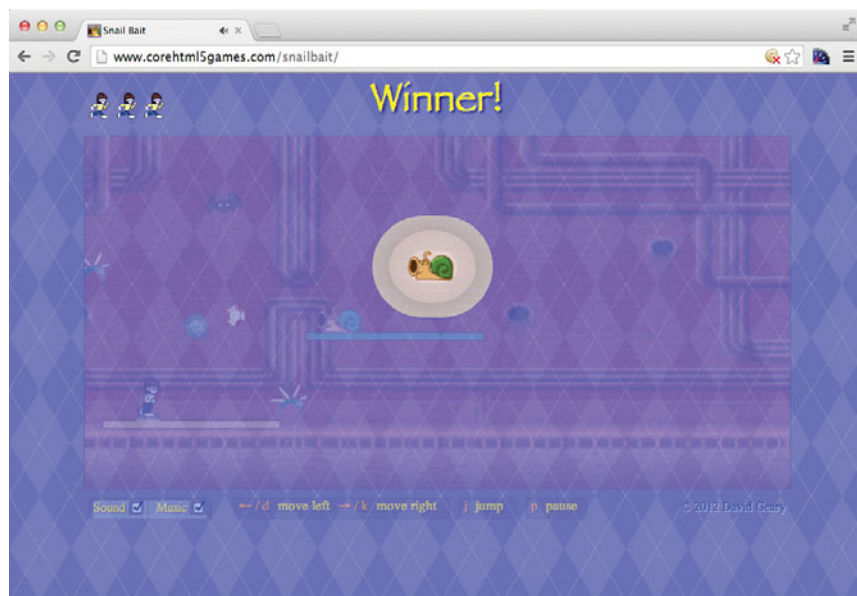 Snail Bait
www.corehtml5games.com/snailbait/
Winner!
Sound Music ← / d move left → / k move right j jump p pause © 2012 David Geary